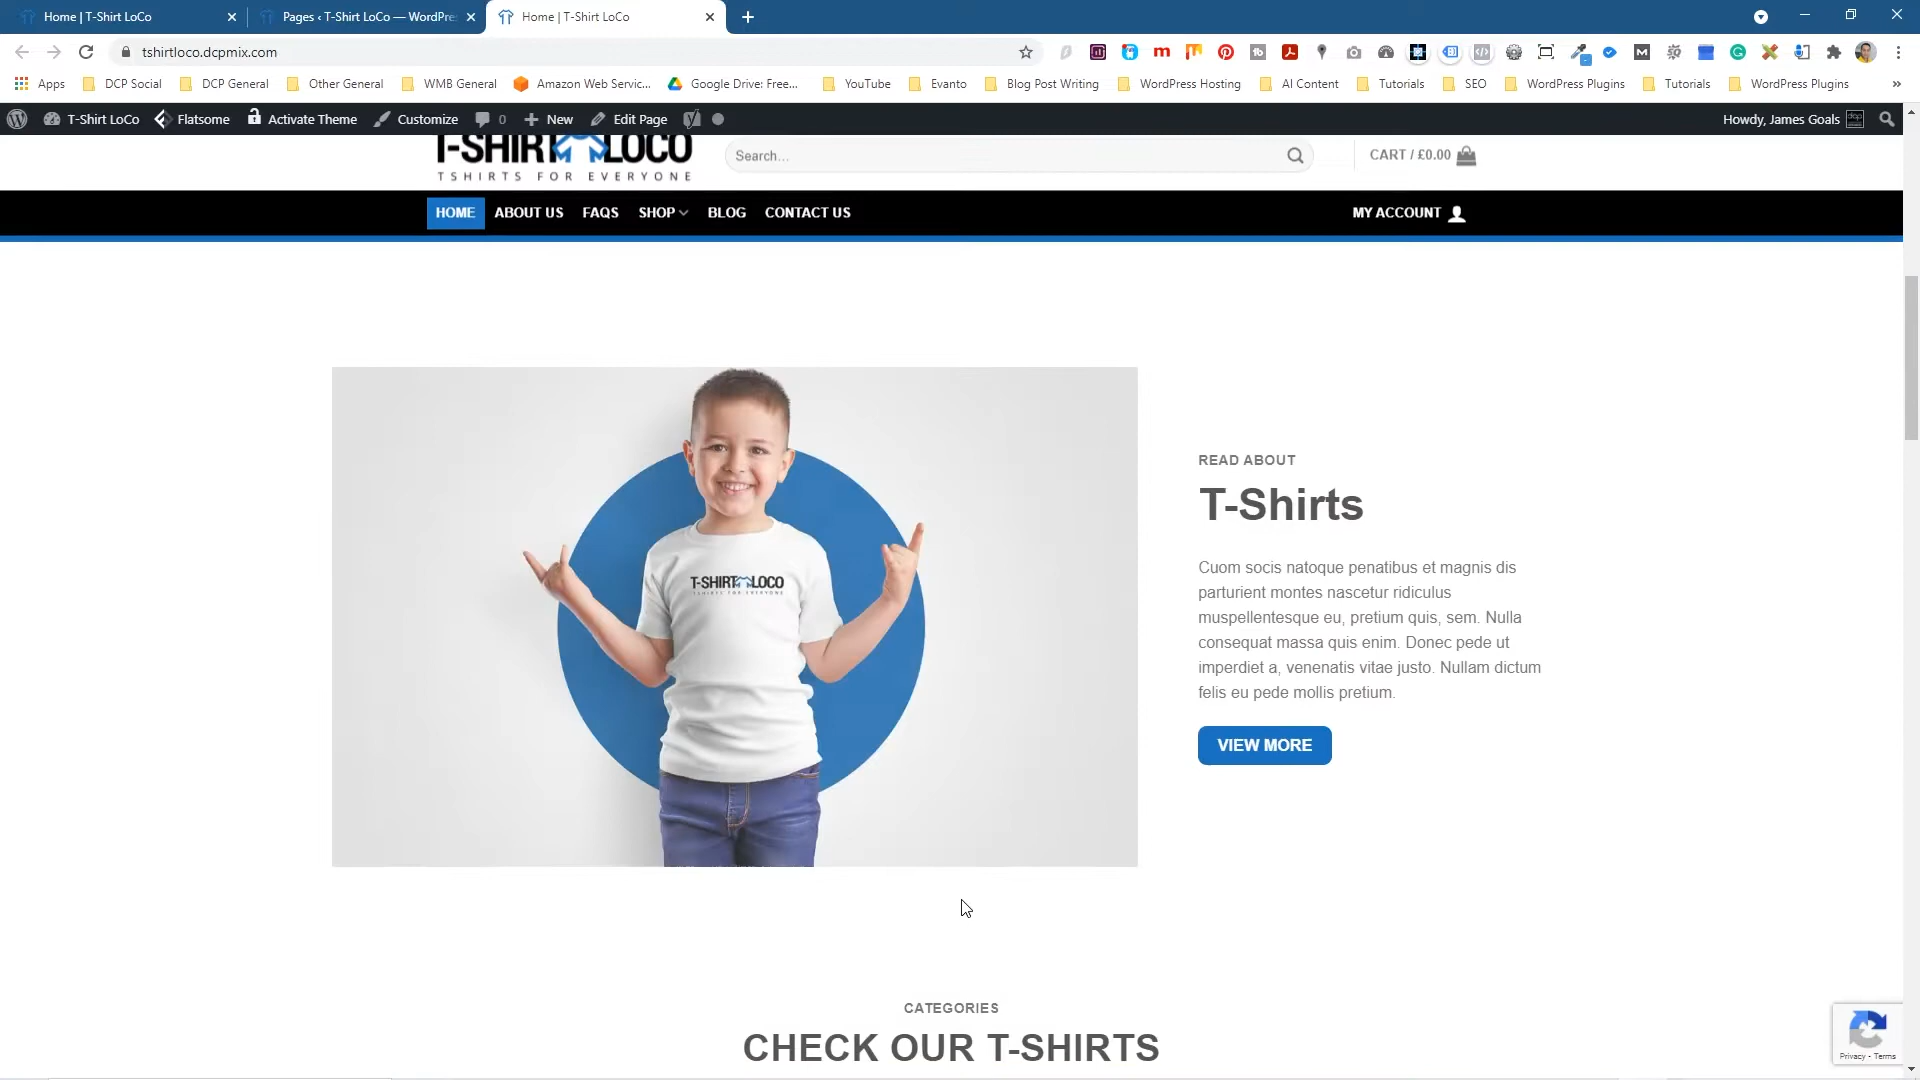 Home | T-Shirt LoCo
Pages ‹ T-Shirt LoCo — WordPre
Home | T-Shirt LoCo
tshirtloco.dcpmix.com
Apps
DCP Social
DCP General
Other General
WMB General
Amazon Web Servic...
Google Drive: Free...
YouTube
Evanto
Blog Post Writing
WordPress Hosting
AI Content
Tutorials
SEO
WordPress Plugins
Tutorials
WordPress Plugins
»
T-Shirt LoCo
Flatsome
Activate Theme
Customize
0
New
Edit Page
Howdy, James Goals
T-SHIRT LOCO
TSHIRTS FOR EVERYONE
Search...
CART / £0.00
HOME
ABOUT US
FAQS
SHOP
BLOG
CONTACT US
MY ACCOUNT
T-SHIRT LOCO
TSHIRTS FOR EVERYONE
READ ABOUT
T-Shirts
Cuom socis natoque penatibus et magnis dis
parturient montes nascetur ridiculus
muspellentesque eu, pretium quis, sem. Nulla
consequat massa quis enim. Donec pede ut
imperdiet a, venenatis vitae justo. Nullam dictum
felis eu pede mollis pretium.
VIEW MORE
CATEGORIES
CHECK OUR T-SHIRTS
Privacy - Terms